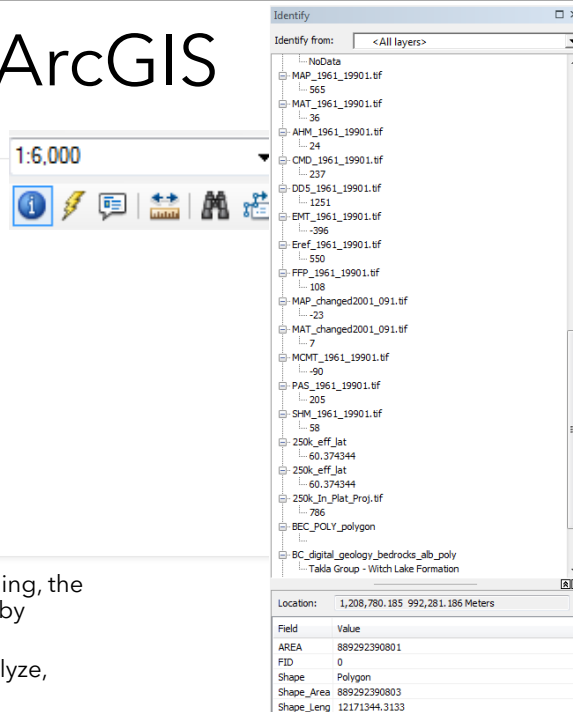 ArcGIS
1:6,000
Identify
Identify from: <All layers>
NoData
MAP_1961_19901.tif
565
MAT_1961_19901.tif
36
AHM_1961_19901.tif
24
CMD_1961_19901.tif
237
DD5_1961_19901.tif
1251
EMT_1961_19901.tif
-396
Eref_1961_19901.tif
550
FFP_1961_19901.tif
108
MAP_changed2001_091.tif
-23
MAT_changed2001_091.tif
7
MCMT_1961_19901.tif
-90
PAS_1961_19901.tif
205
SHM_1961_19901.tif
58
250k_eff_lat
60.374344
250k_eff_lat
60.374344
250k_In_Plat_Proj.tif
786
BEC_POLY_polygon
BC_digital_geology_bedrocks_alb_poly
Takla Group - Witch Lake Formation
Location: 1,208,780.185 992,281.186 Meters
Field Value
AREA 889292390801
FID 0
Shape Polygon
Shape_Area 889292390803
Shape_Leng 12171344.3133
ing, the
by
lyze,